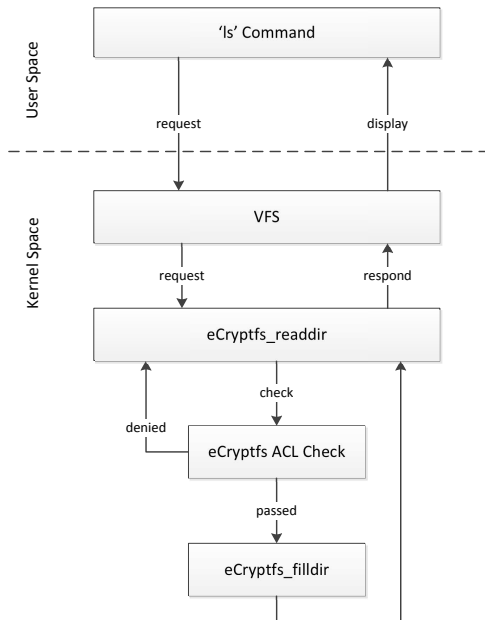 'ls' Command
User Space
request
display
VFS
Kernel Space
request
respond
eCryptfs_readdir
check
denied
eCryptfs ACL Check
passed
eCryptfs_filldir